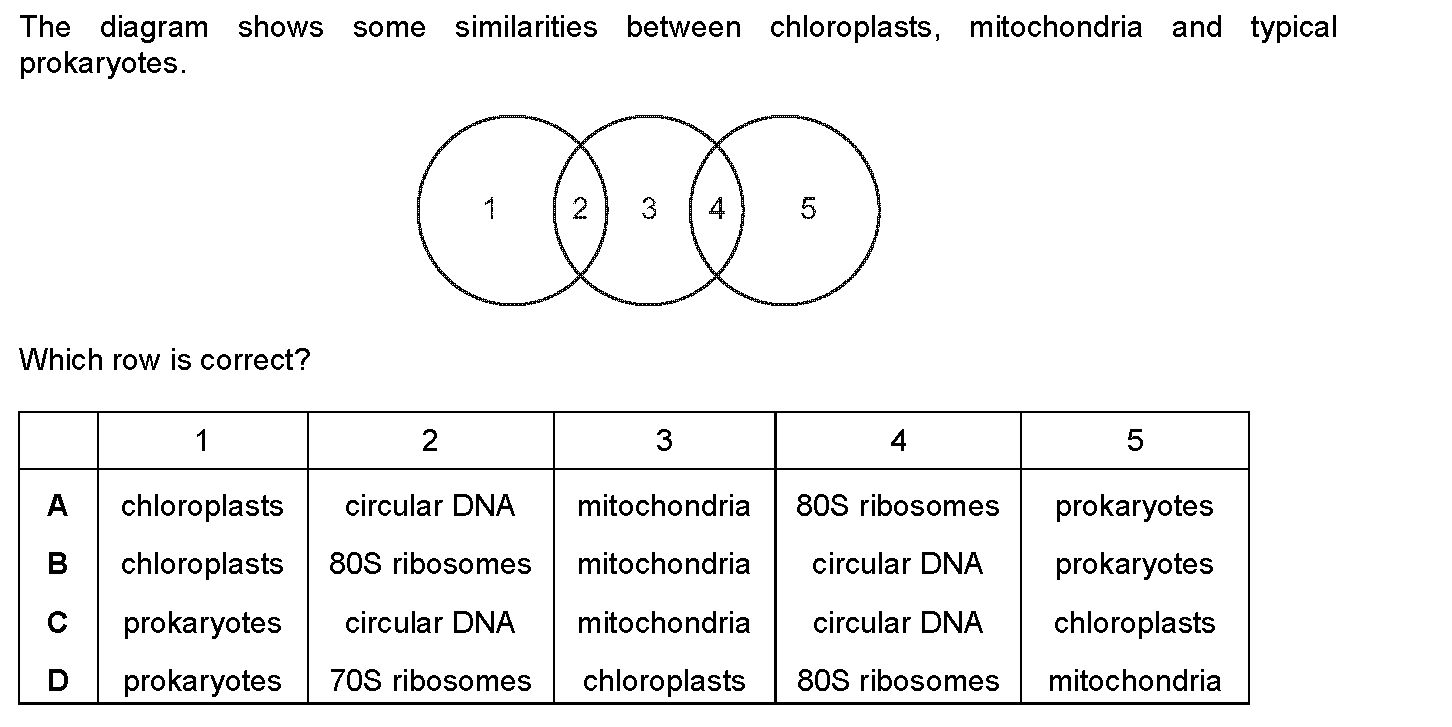 The diagram shows some similarities between chloroplasts, mitochondria and typical
prokaryotes.
1 2 3 4 5
Which row is correct?
1 2 3 4 5
A chloroplasts circular DNA mitochondria 80S ribosomes prokaryotes
B chloroplasts 80S ribosomes mitochondria circular DNA prokaryotes
C prokaryotes circular DNA mitochondria circular DNA chloroplasts
D prokaryotes 70S ribosomes chloroplasts 80S ribosomes mitochondria